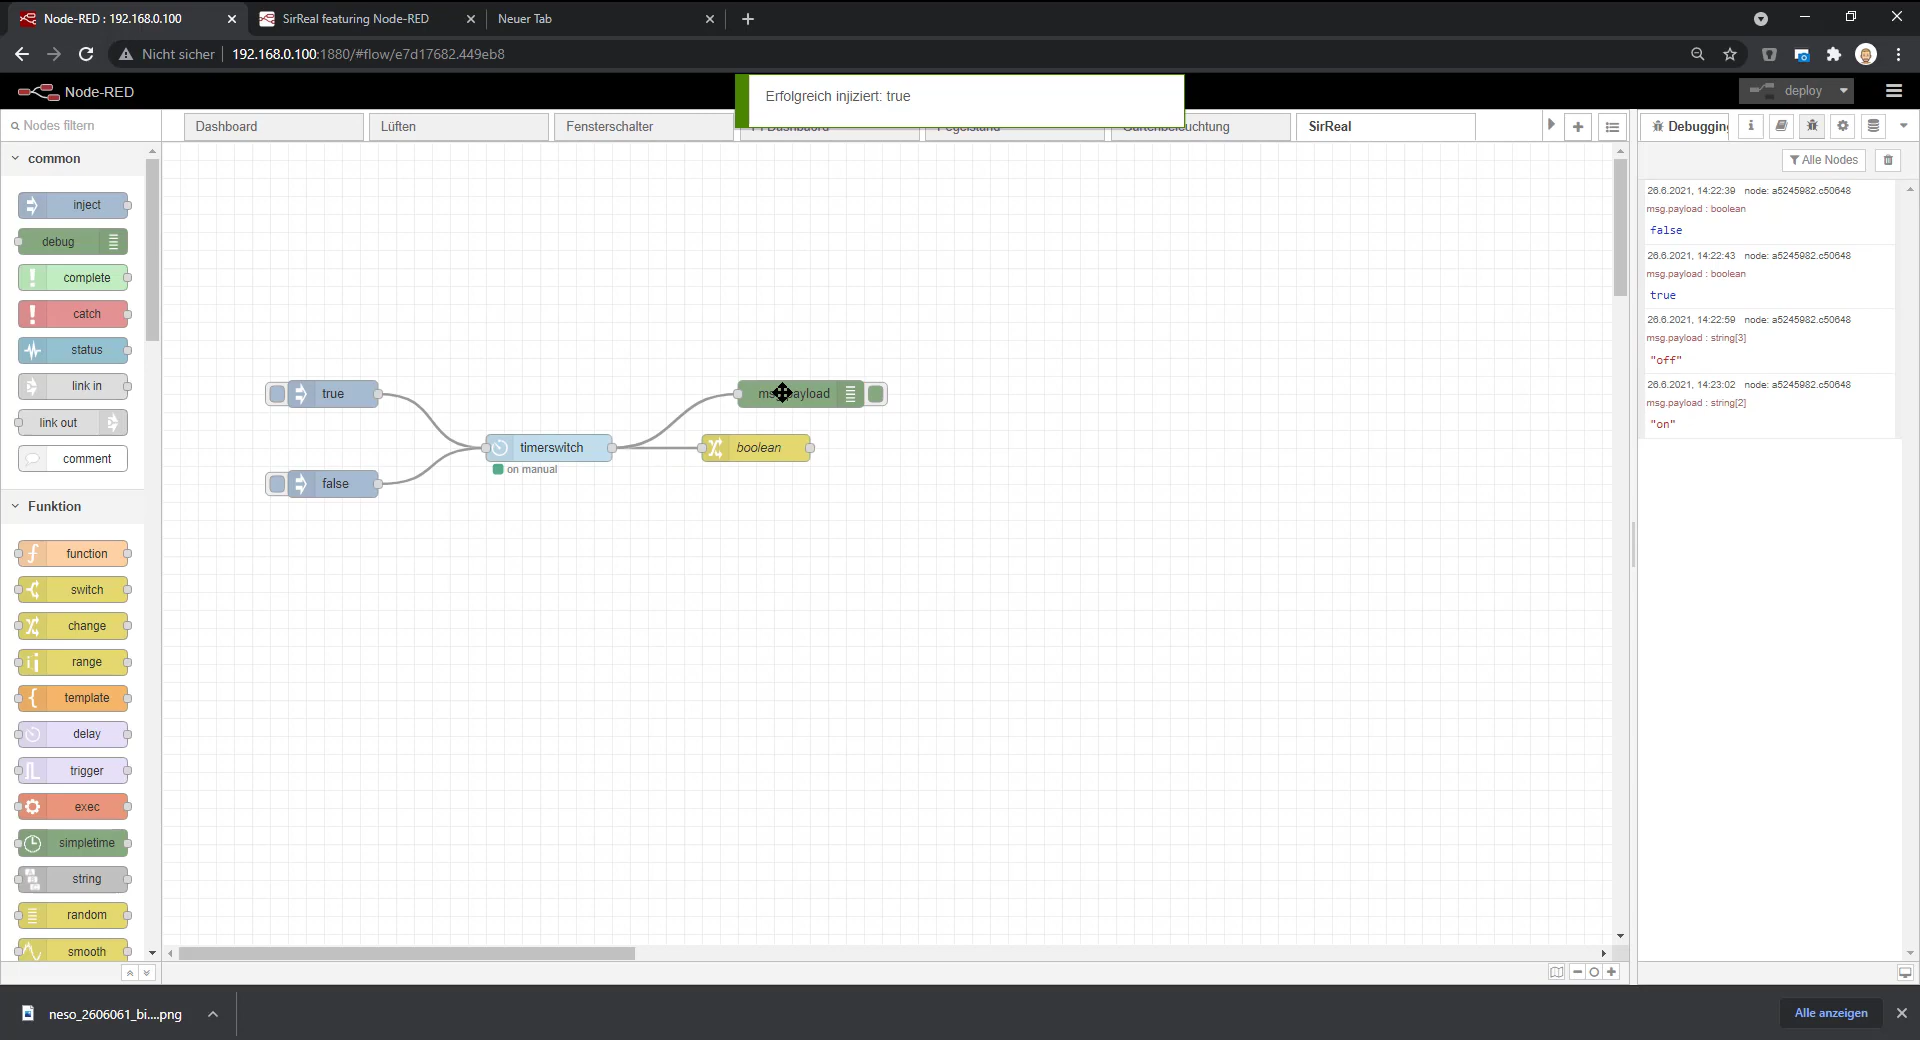 Node-RED : 192.168.0.100
SirReal featuring Node-RED
Neuer Tab
Nicht sicher
192.168.0.100:1880/#flow/e7d17682.449eb8
Node-RED
Erfolgreich injiziert: true
deploy
Nodes filtern
Dashboard
Lüften
Fensterschalter
Pegelstand
Gartenbeleuchtung
SirReal
Debugging
common
inject
debug
complete
catch
status
link in
link out
comment
Funktion
function
switch
change
range
template
delay
trigger
exec
simpletime
string
random
smooth
true
false
timerswitch
on manual
msg.payload
boolean
Alle Nodes
26.6.2021, 14:22:39 node: a5245982.c50648
msg.payload : boolean
false
26.6.2021, 14:22:43 node: a5245982.c50648
msg.payload : boolean
true
26.6.2021, 14:22:59 node: a5245982.c50648
msg.payload : string[3]
"off"
26.6.2021, 14:23:02 node: a5245982.c50648
msg.payload : string[2]
"on"
neso_2606061_bi....png
Alle anzeigen